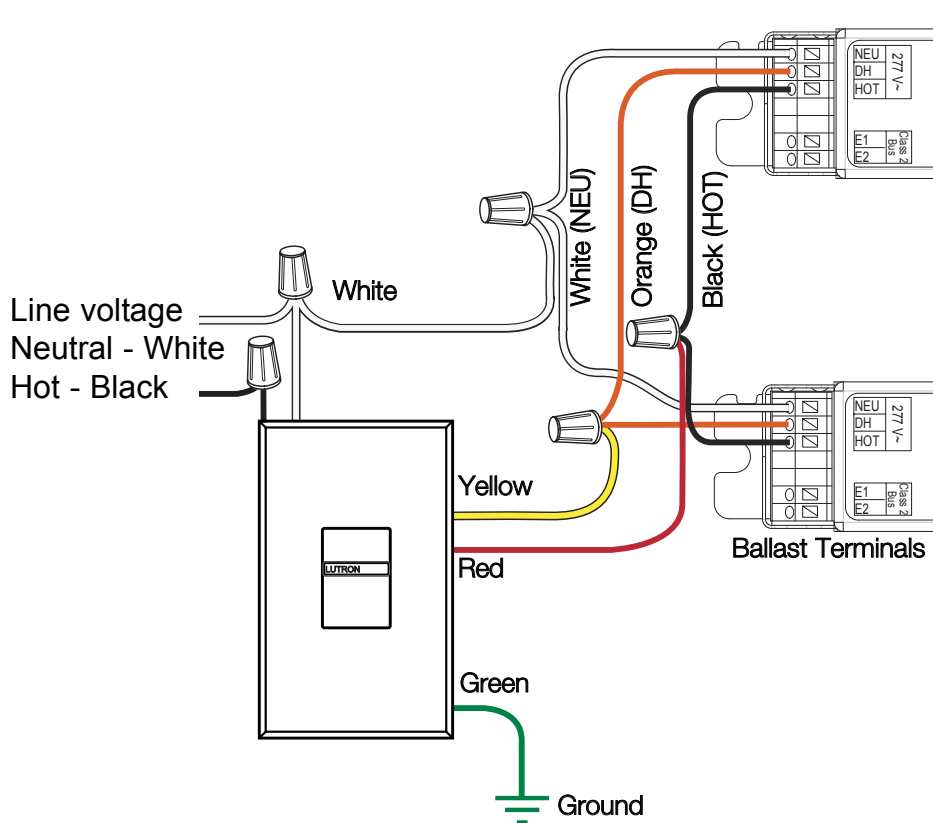 NEU
DH
HOT
277 V~
E1
E2
Class 2
Bus
White (NEU)
Orange (DH)
Black (HOT)
White
Line voltage
Neutral - White
Hot - Black
NEU
DH
HOT
277 V~
E1
E2
Class 2
Bus
Yellow
Ballast Terminals
LUTRON
Red
Green
Ground